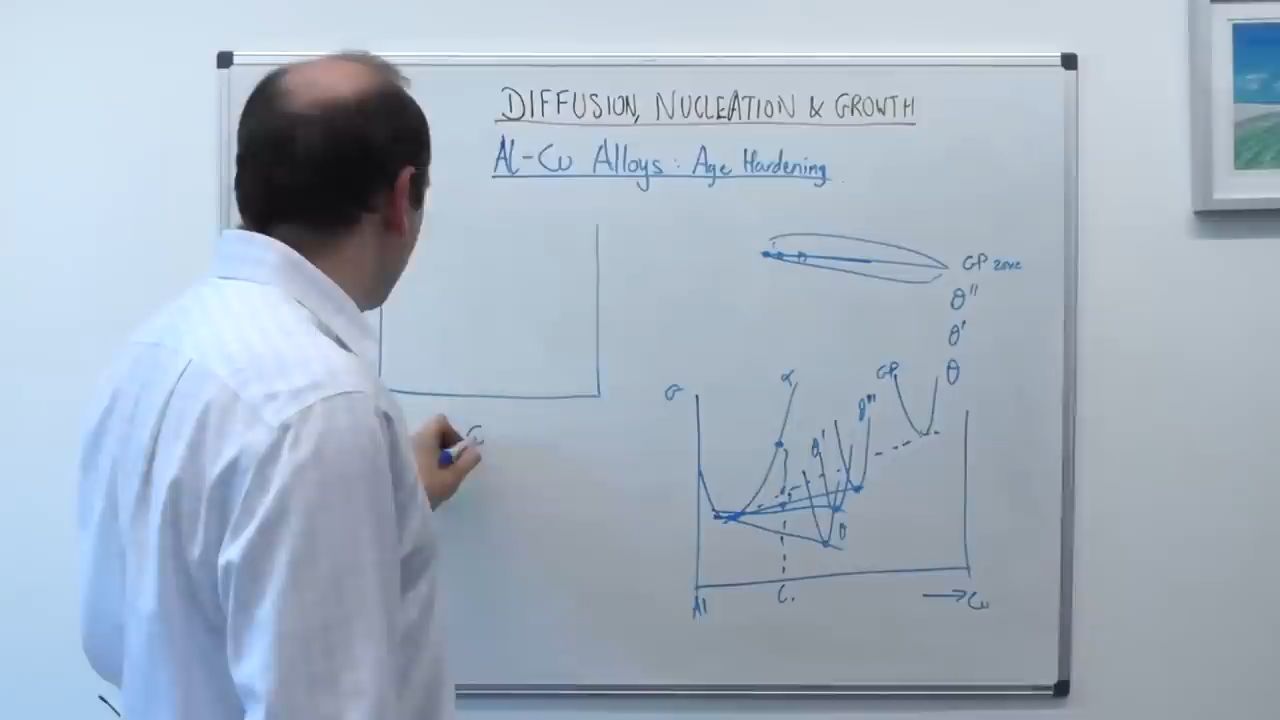 DIFFUSION, NUCLEATION & GROWTH
Al-Cu Alloys: Age Hardening
GP zone
θ''
θ'
θ
G
α
GP
θ'
θ'''
θ
C
Al
C.
→Cu